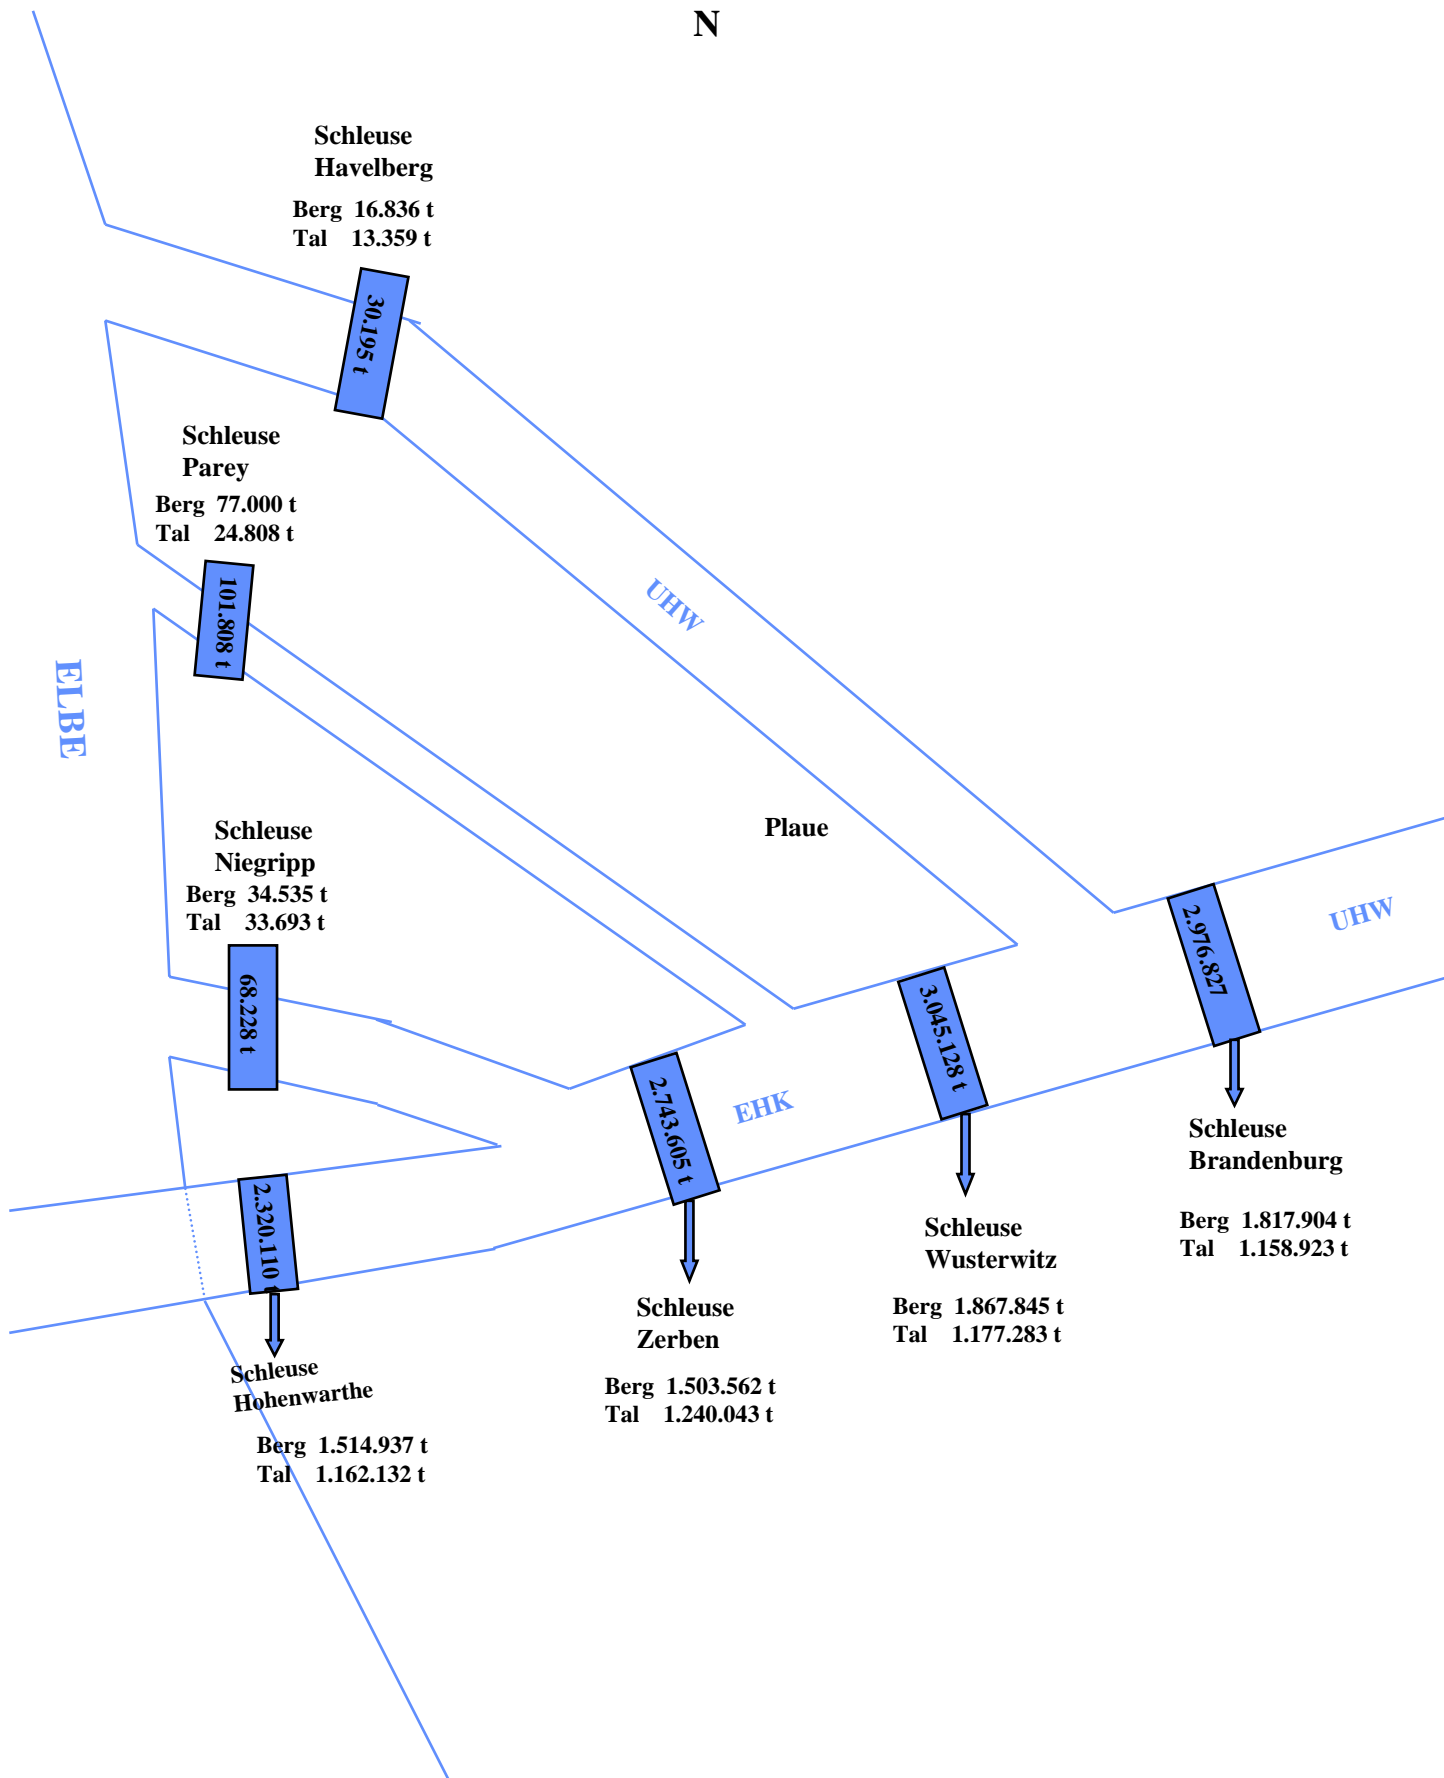 N
Schleuse
Havelberg
Berg 16.836 t
Tal 13.359 t
30.195 t
Schleuse
Parey
Berg 77.000 t
Tal 24.808 t
101.808 t
UHW
ELBE
Plaue
Schleuse
Niegripp
Berg 34.535 t
Tal 33.693 t
68.228 t
UHW
2.976.827
3.045.128 t
EHK
2.743.605 t
2.320.110 t
Schleuse
Brandenburg
Berg 1.817.904 t
Tal 1.158.923 t
Schleuse
Wusterwitz
Berg 1.867.845 t
Tal 1.177.283 t
Schleuse
Zerben
Berg 1.503.562 t
Tal 1.240.043 t
Schleuse
Hohenwarthe
Berg 1.514.937 t
Tal 1.162.132 t